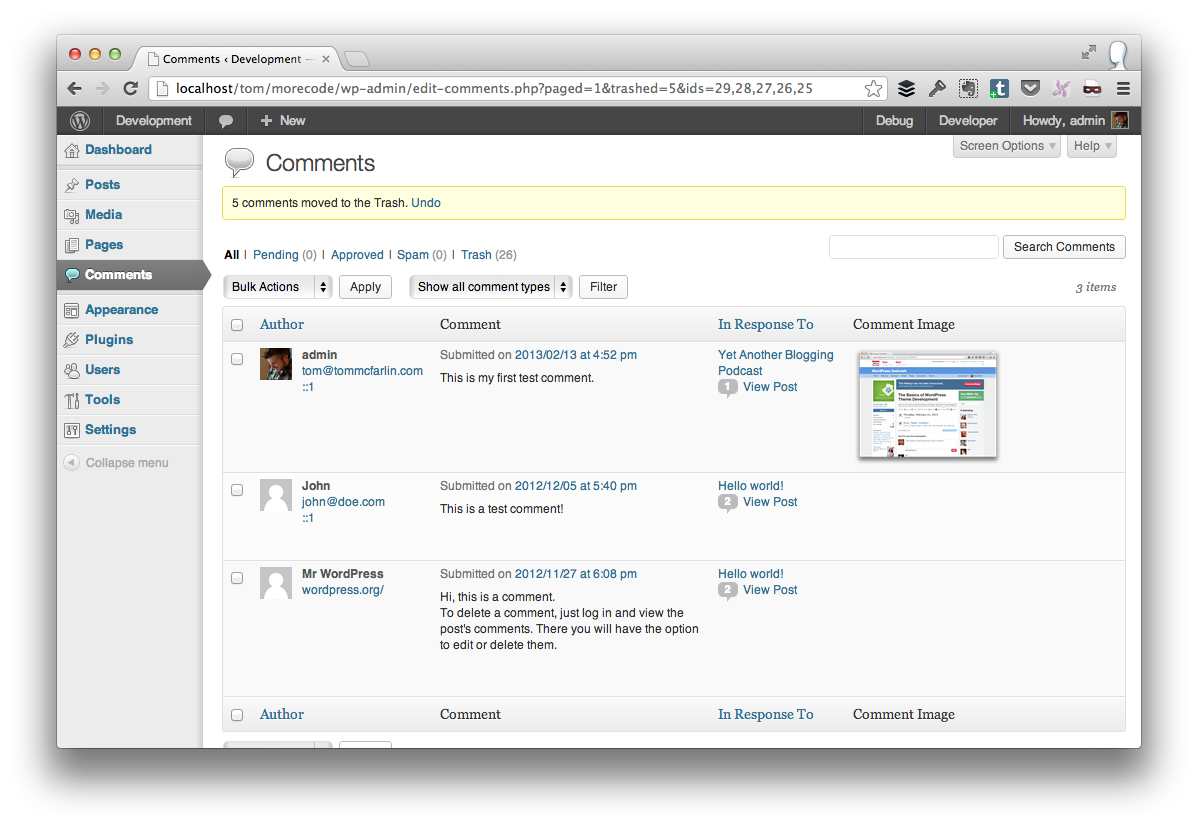 Comments ‹ Development —
localhost/tom/morecode/wp-admin/edit-comments.php?paged=1&trashed=5&ids=29,28,27,26,25
Development + New Debug Developer Howdy, admin
Dashboard
Posts
Media
Pages
Comments
Appearance
Plugins
Users
Tools
Settings
Collapse menu
Screen Options ▾ Help ▾
Comments
5 comments moved to the Trash. Undo
All | Pending (0) | Approved | Spam (0) | Trash (26)
Search Comments
Bulk Actions Apply Show all comment types Filter 3 items
Author Comment In Response To Comment Image
admin
tom@tommcfarlin.com
::1
Submitted on 2013/02/13 at 4:52 pm
This is my first test comment.
Yet Another Blogging
Podcast
1 View Post
WordPress Gwinnett
The Basics of WordPress
Theme Development
John
john@doe.com
::1
Submitted on 2012/12/05 at 5:40 pm
This is a test comment!
Hello world!
2 View Post
Mr WordPress
wordpress.org/
Submitted on 2012/11/27 at 6:08 pm
Hi, this is a comment.
To delete a comment, just log in and view the
post's comments. There you will have the option
to edit or delete them.
Hello world!
2 View Post
Author Comment In Response To Comment Image